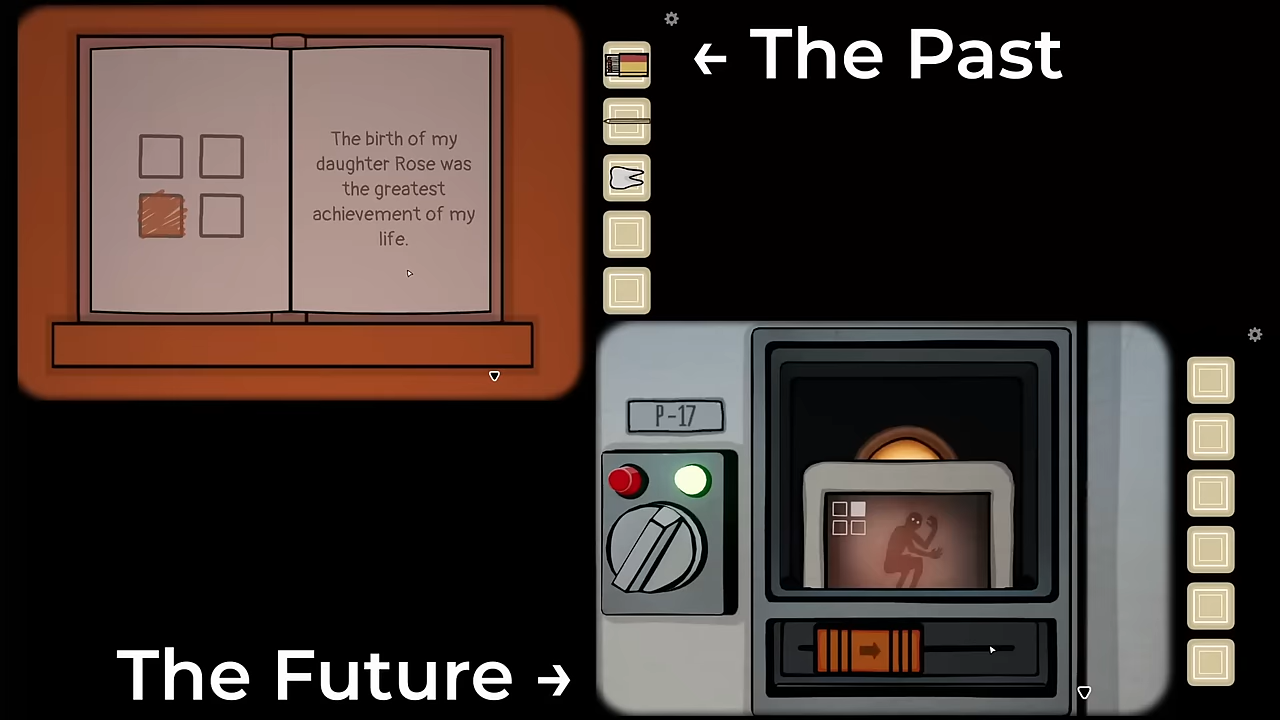 ← The Past
The birth of my
daughter Rose was
the greatest
achievement of my
life.
P-17
The Future →